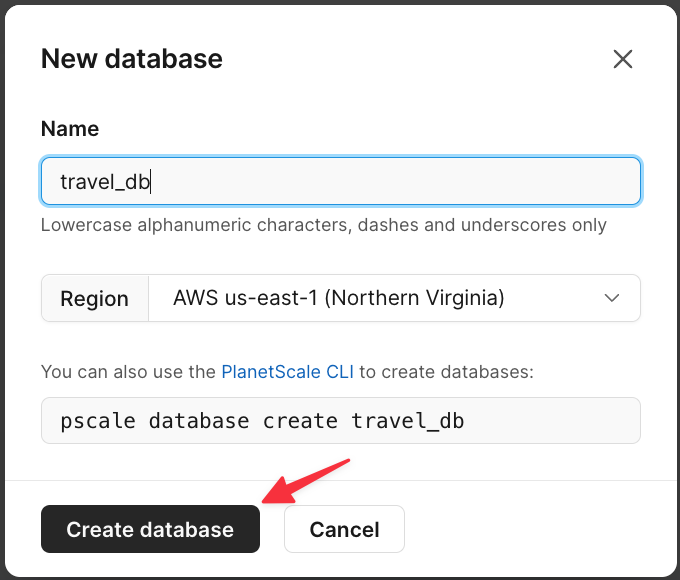 New database
Name
travel_db
Lowercase alphanumeric characters, dashes and underscores only
Region AWS us-east-1 (Northern Virginia)
You can also use the PlanetScale CLI to create databases:
pscale database create travel_db
Create database Cancel